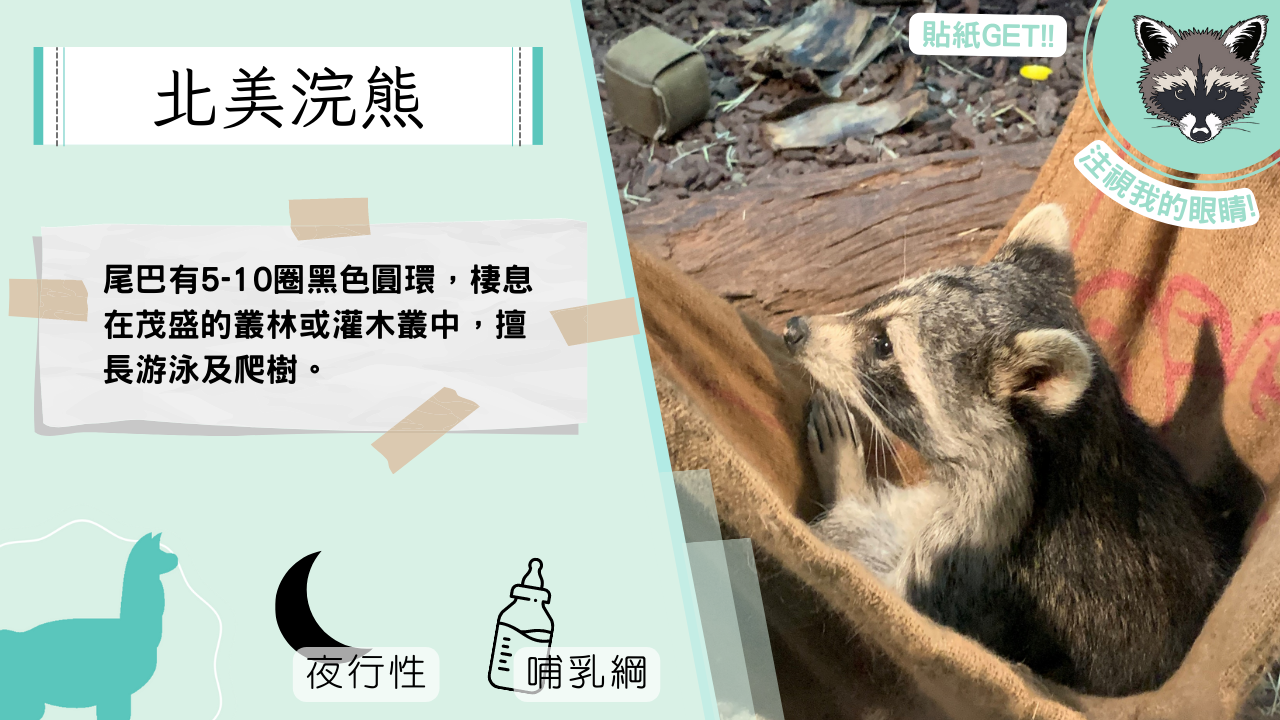 北美浣熊
貼紙GET!!
注視我的眼睛!
尾巴有5-10圈黑色圓環，棲息
在茂盛的叢林或灌木叢中，擅
長游泳及爬樹。
夜行性
哺乳綱